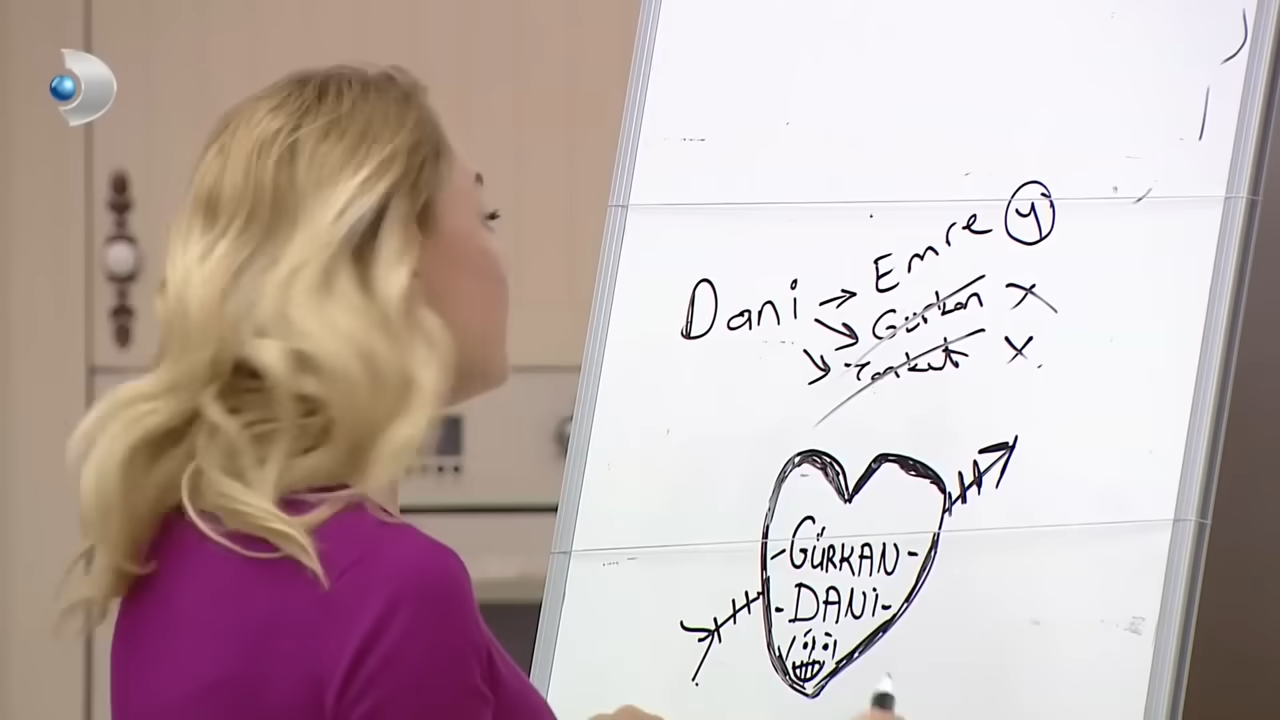 Emre y
Dani → Gürkan X
X
-GÜRKAN-
-DANi-